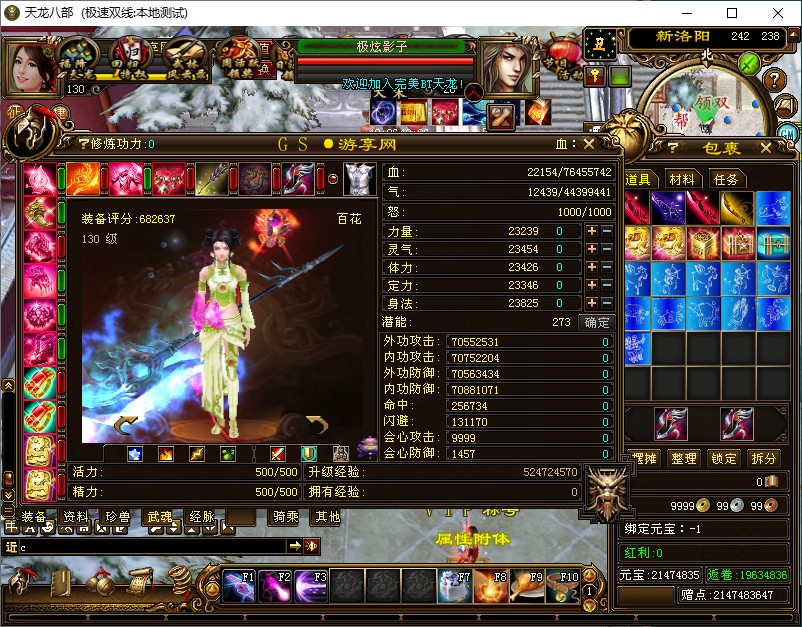 天龙八部 (极速双线:本地测试)
极炫影子
新洛阳 242 238
丑
北
130
欢迎加入完美BT天龙!
领双
帮
GM
?修炼功力:0
GS ●游享网
血:
? 包裹
道具 材料 任务
装备评分:682637
百花
130 级
血: 22154/76455742
气: 12439/44399441
怒: 1000/1000
力量: 23239 0
灵气: 23454 0
体力: 23426 0
定力: 23346 0
身法: 23825 0
潜能: 273 确定
外功攻击: 70552531 0
内功攻击: 70752204 0
外功防御: 70563434 0
内功防御: 70881071 0
命中: 256734 0
闪避: 131170 0
会心攻击: 9999 0
会心防御: 1457 0
活力: 500/500 升级经验: 524724570
精力: 500/500 拥有经验: 0
装备 资料 珍兽 武魂 经脉 骑乘 其他
摆摊 整理 锁定 拆分
0
9999 99 99
绑定元宝:-1
红利:0
元宝:21474835 返卷:19634836
赠点:2147483647
属性附体
近 c
F1 F2 F3 F7 F8 F9 F10
1